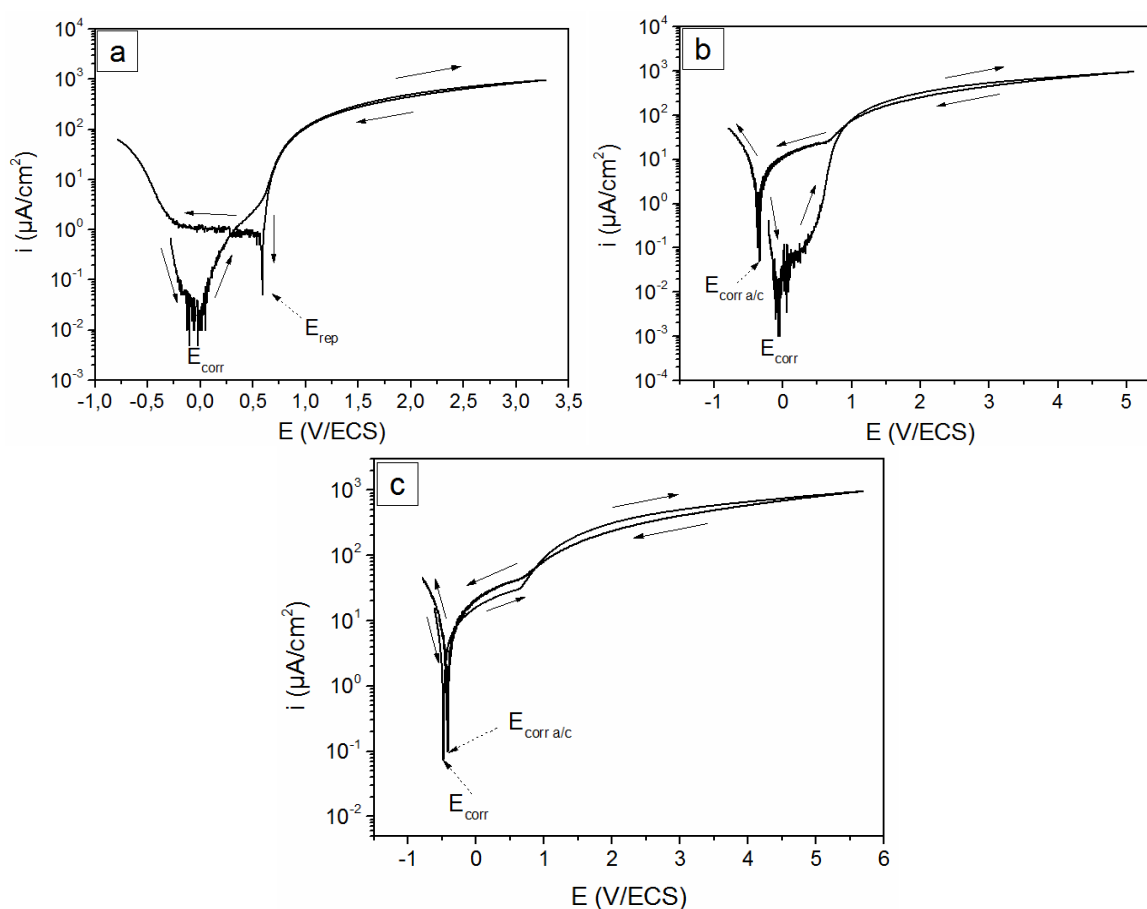 a
i (µA/cm²)
10⁴
10³
10²
10¹
10⁰
10⁻¹
10⁻²
10⁻³
E_corr
E_rep
-1,0 -0,5 0,0 0,5 1,0 1,5 2,0 2,5 3,0 3,5
E (V/ECS)
b
i (µA/cm²)
10⁴
10³
10²
10¹
10⁰
10⁻¹
10⁻²
10⁻³
10⁻⁴
E_corr a/c
E_corr
-1 0 1 2 3 4 5
E (V/ECS)
c
i (µA/cm²)
10³
10²
10¹
10⁰
10⁻¹
10⁻²
E_corr a/c
E_corr
-1 0 1 2 3 4 5 6
E (V/ECS)